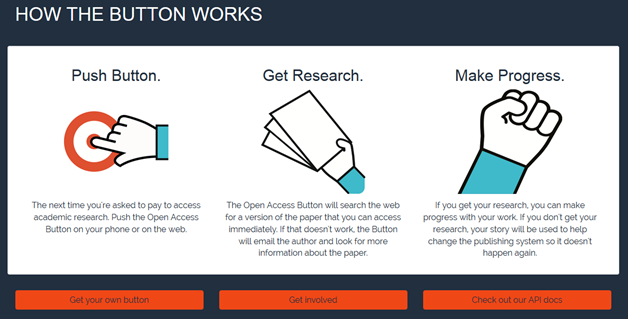 HOW THE BUTTON WORKS
Push Button.
The next time you're asked to pay to access
academic research. Push the Open Access
Button on your phone or on the web.
Get Research.
The Open Access Button will search the web
for a version of the paper that you can access
immediately. If that doesn't work, the Button
will email the author and look for more
information about the paper.
Make Progress.
If you get your research, you can make
progress with your work. If you don't get your
research, your story will be used to help
change the publishing system so it doesn't
happen again.
Get your own button
Get involved
Check out our API docs